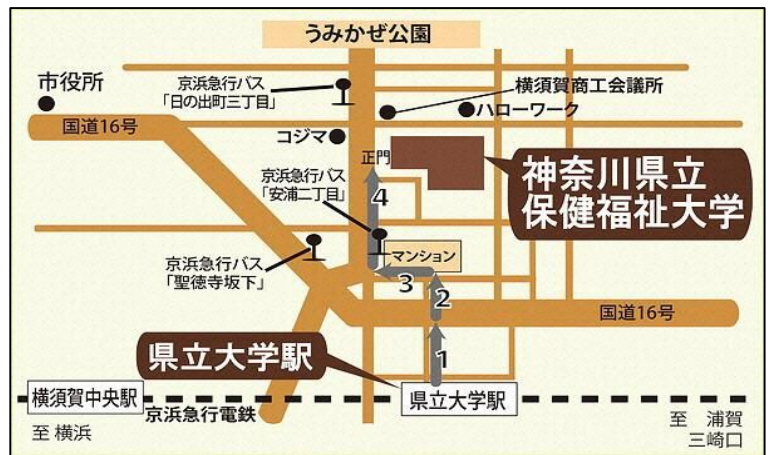 うみかぜ公園
市役所
京浜急行バス
「日の出町三丁目」
横須賀商工会議所
ハローワーク
国道16号
コジマ
正門
神奈川県立
保健福祉大学
京浜急行バス
「安浦二丁目」
4
京浜急行バス
「聖徳寺坂下」
マンション
3
2
国道16号
1
県立大学駅
横須賀中央駅
京浜急行電鉄
県立大学駅
至 横浜
至 浦賀
三崎口